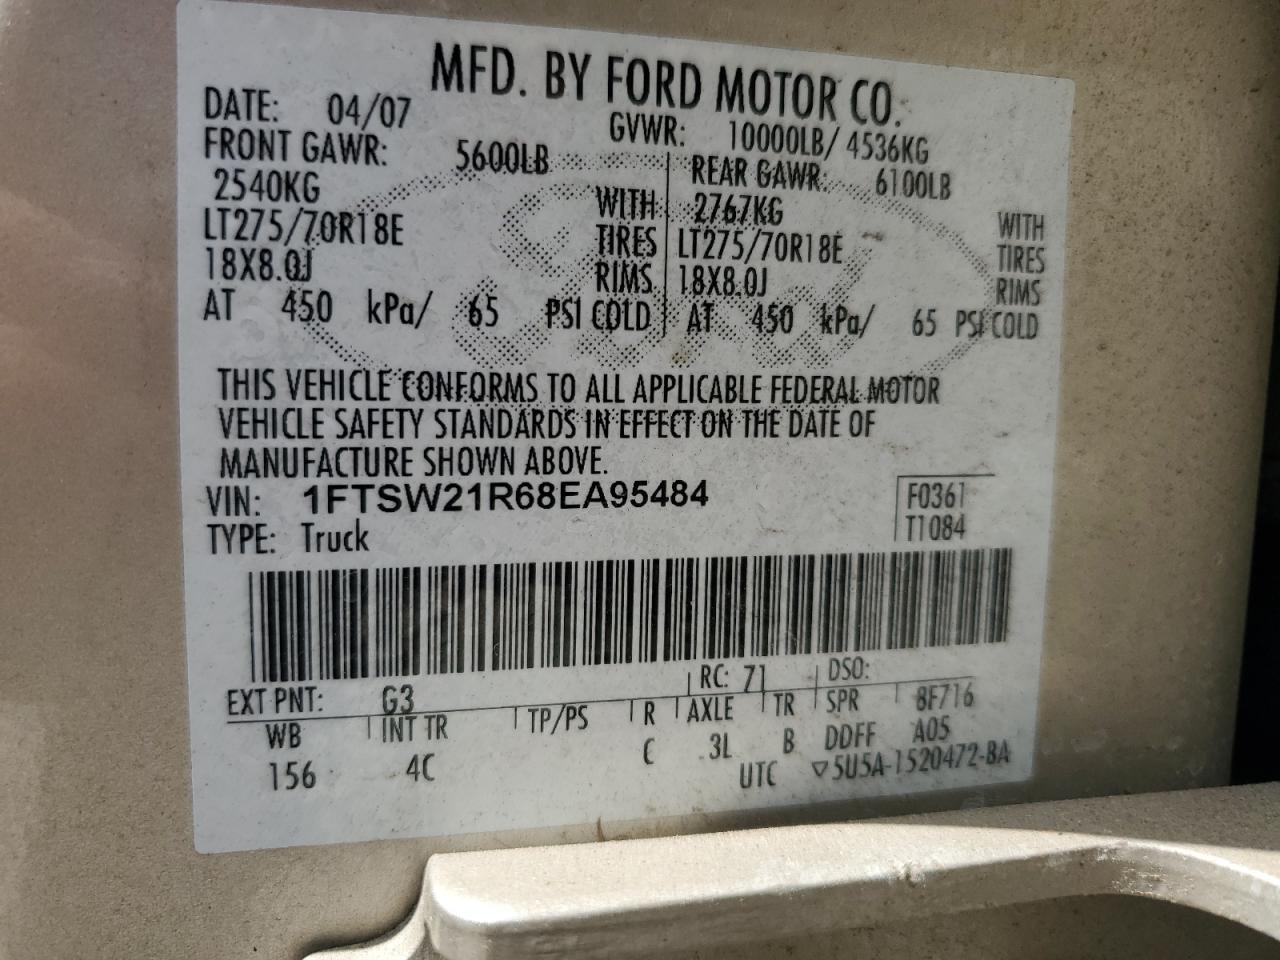 MFD. BY FORD MOTOR CO.
DATE: 04/07 GVWR: 10000LB/ 4536KG
FRONT GAWR: 5600LB REAR GAWR: 6100LB
2540KG WITH 2767KG WITH
LT275/70R18E TIRES LT275/70R18E TIRES
18X8.0J RIMS 18X8.0J RIMS
AT 450 kPa/ 65 PSI COLD AT 450 kPa/ 65 PSI COLD
THIS VEHICLE CONFORMS TO ALL APPLICABLE FEDERAL MOTOR
VEHICLE SAFETY STANDARDS IN EFFECT ON THE DATE OF
MANUFACTURE SHOWN ABOVE.
VIN: 1FTSW21R68EA95484 F0361
TYPE: Truck T1084
EXT PNT: G3 RC: 71 DSO:
WB INT TR TP/PS R AXLE TR SPR 8F716
156 4C C 3L B DDFF A05
UTC ▽5U5A-1520472-BA